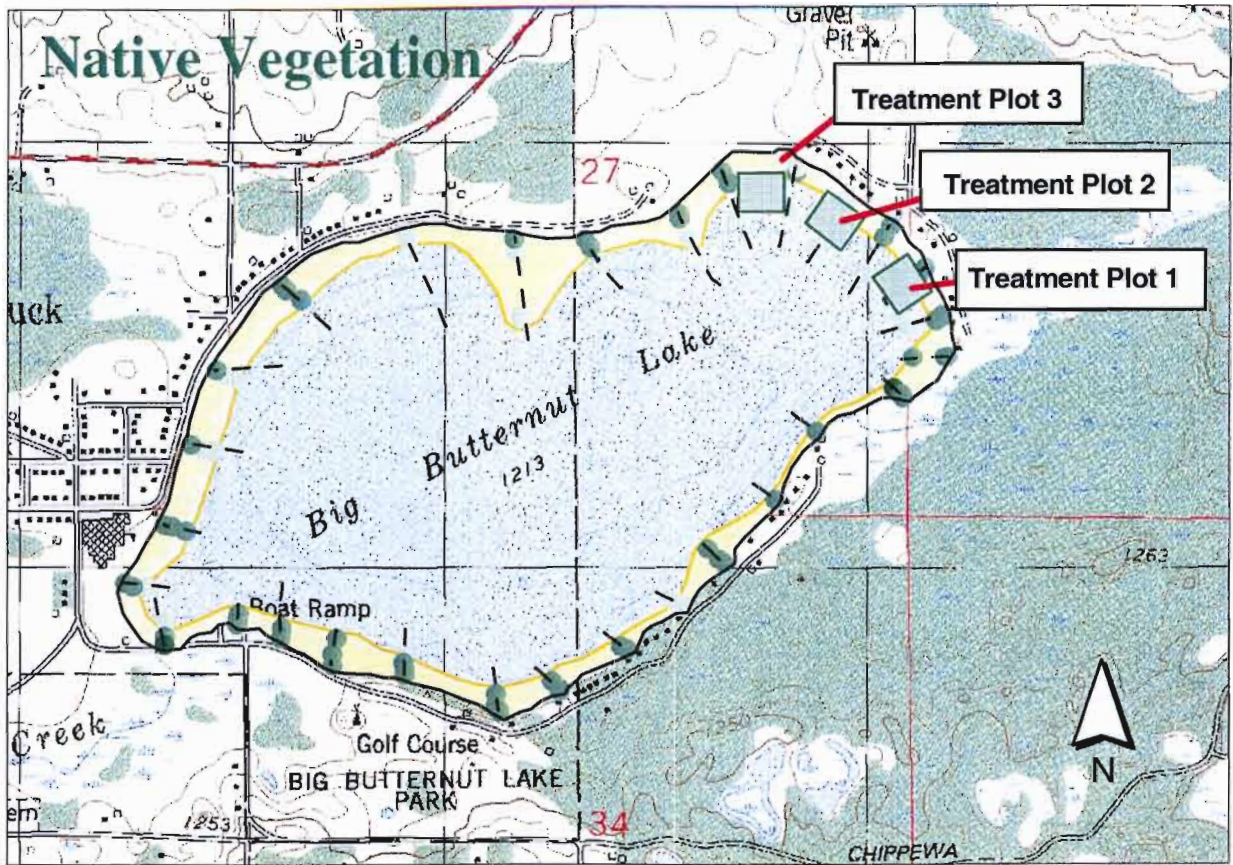 Gravel
Pit
Native Vegetation
Treatment Plot 3
27
Treatment Plot 2
Treatment Plot 1
uck
Big Butternut Lake
1213
1263
Boat Ramp
Creek
Golf Course
BIG BUTTERNUT LAKE
PARK
N
ern
1253
34
CHIPPEWA